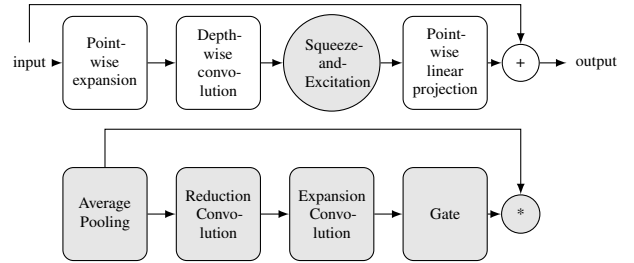 input
Point-
wise
expansion
Depth-
wise
convo-
lution
Squeeze-
and-
Excitation
Point-
wise
linear
projection
+
output
Average
Pooling
Reduction
Convo-
lution
Expansion
Convo-
lution
Gate
*